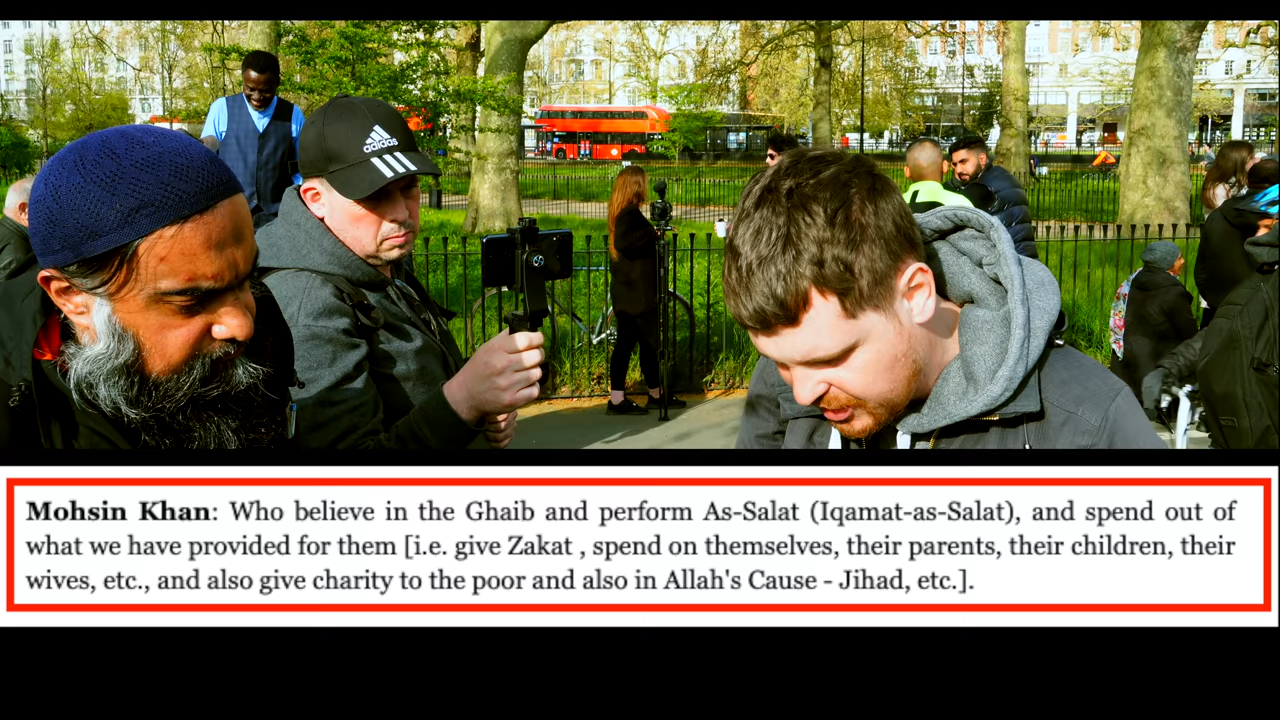 adidas
Mohsin Khan: Who believe in the Ghaib and perform As-Salat (Iqamat-as-Salat), and spend out of
what we have provided for them [i.e. give Zakat , spend on themselves, their parents, their children, their
wives, etc., and also give charity to the poor and also in Allah's Cause - Jihad, etc.].